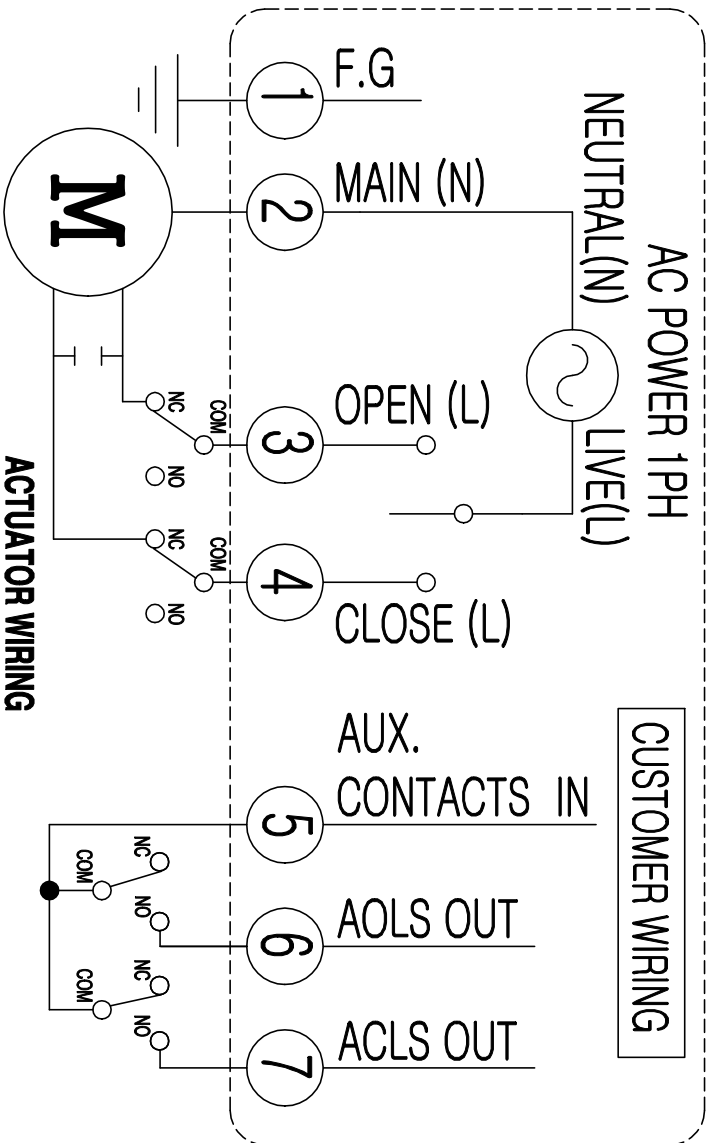 CUSTOMER WIRING
AC POWER 1PH
NEUTRAL(N)
LIVE(L)
F.G
MAIN (N)
OPEN (L)
CLOSE (L)
AUX.
CONTACTS IN
AOLS OUT
ACLS OUT
1
2
3
4
5
6
7
M
COM
NC
NO
COM
NC
NO
NC
COM
NO
NC
COM
NO
ACTUATOR WIRING